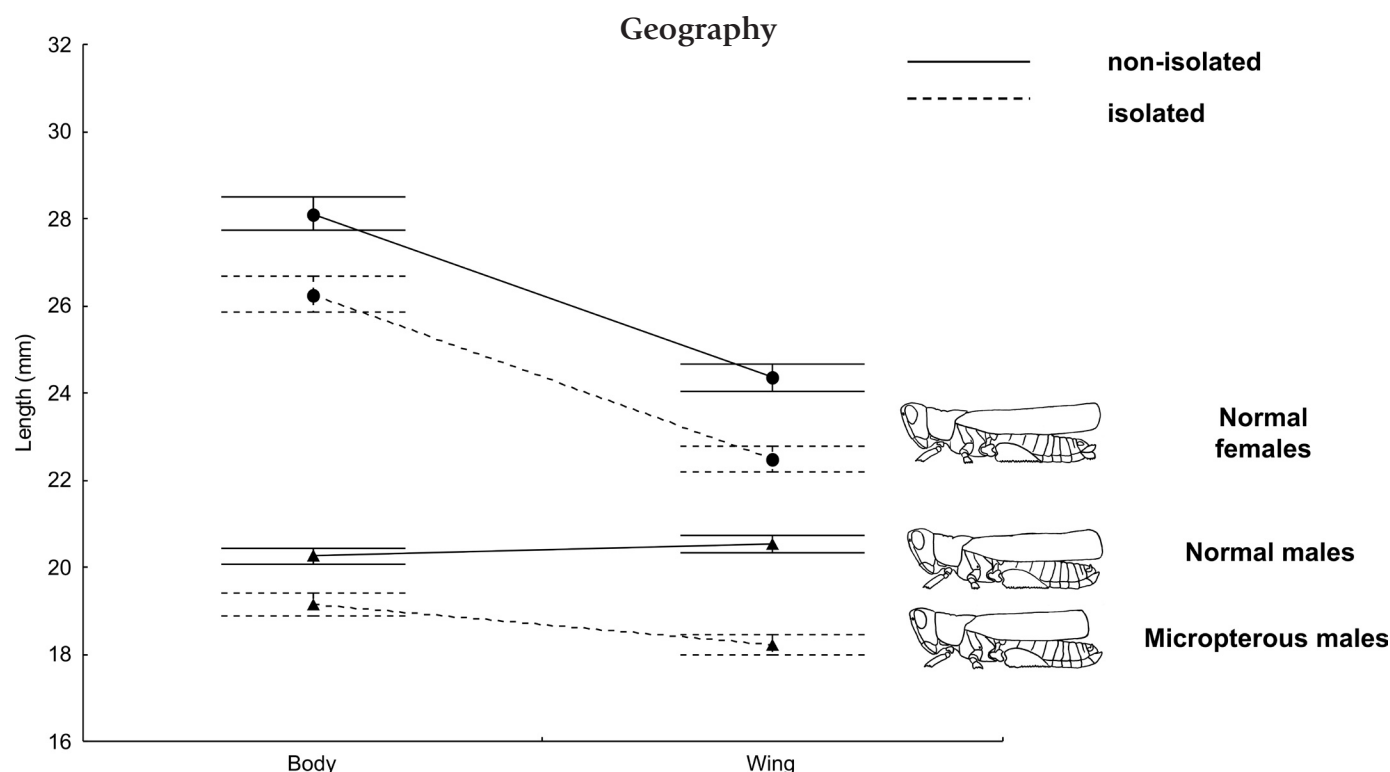 Geography
non-isolated
isolated
Length (mm)
32
30
28
26
24
22
20
18
16
Body
Wing
Normal
females
Normal males
Micropterous males